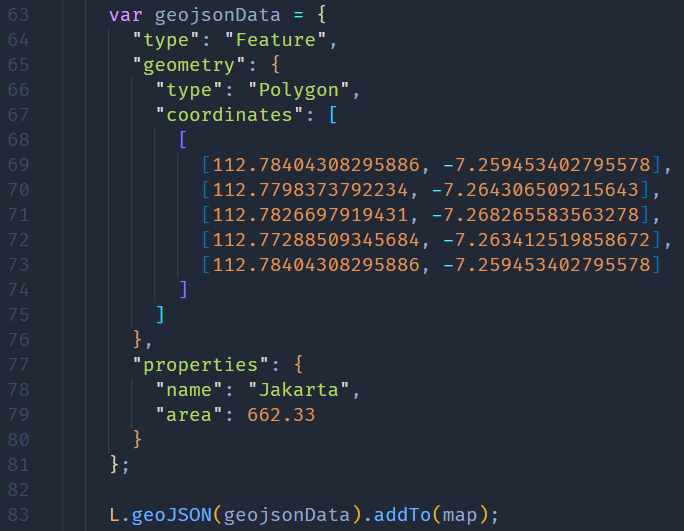 63 var geojsonData = {
64 "type": "Feature",
65 "geometry": {
66 "type": "Polygon",
67 "coordinates": [
68 [
69 [112.78404308295886, -7.259453402795578],
70 [112.7798373792234, -7.264306509215643],
71 [112.7826697919431, -7.268265583563278],
72 [112.77288509345684, -7.263412519858672],
73 [112.78404308295886, -7.259453402795578]
74 ]
75 ]
76 },
77 "properties": {
78 "name": "Jakarta",
79 "area": 662.33
80 }
81 };
82
83 L.geoJSON(geojsonData).addTo(map);